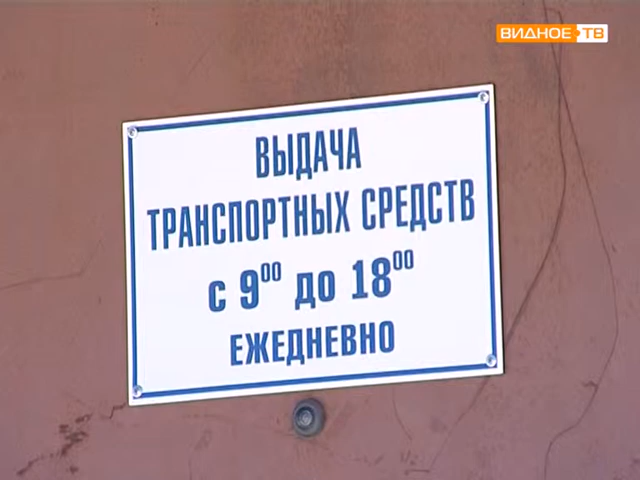 ВИДНОЕ ТВ
ВЫДАЧА
ТРАНСПОРТНЫХ СРЕДСТВ
с 9⁰⁰ до 18⁰⁰
ЕЖЕДНЕВНО